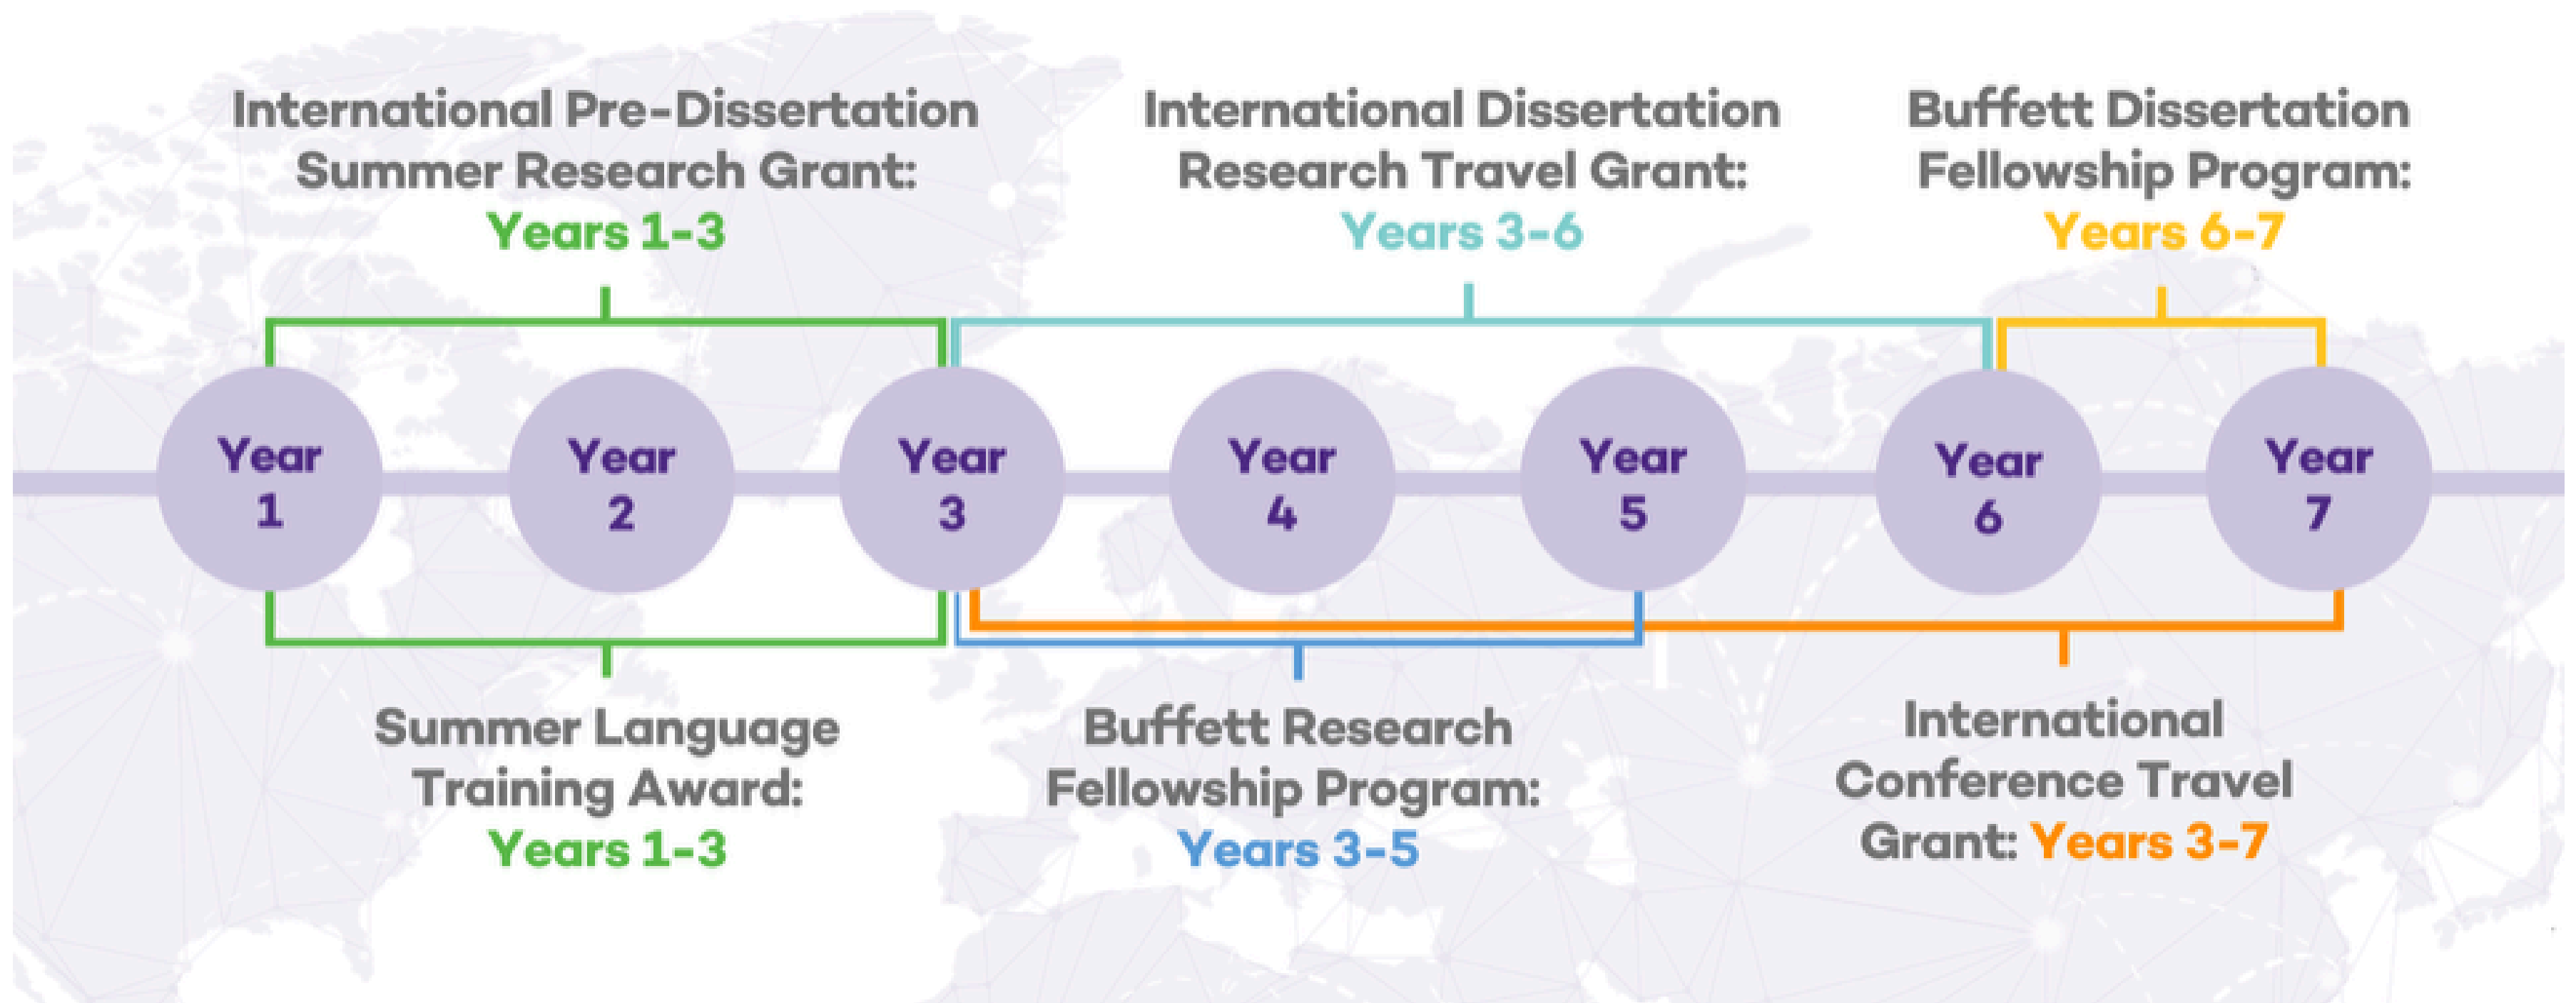 International Pre-Dissertation
Summer Research Grant:
Years 1-3
International Dissertation
Research Travel Grant:
Years 3-6
Buffett Dissertation
Fellowship Program:
Years 6-7
Year
1
Year
2
Year
3
Year
4
Year
5
Year
6
Year
7
Summer Language
Training Award:
Years 1-3
Buffett Research
Fellowship Program:
Years 3-5
International
Conference Travel
Grant: Years 3-7